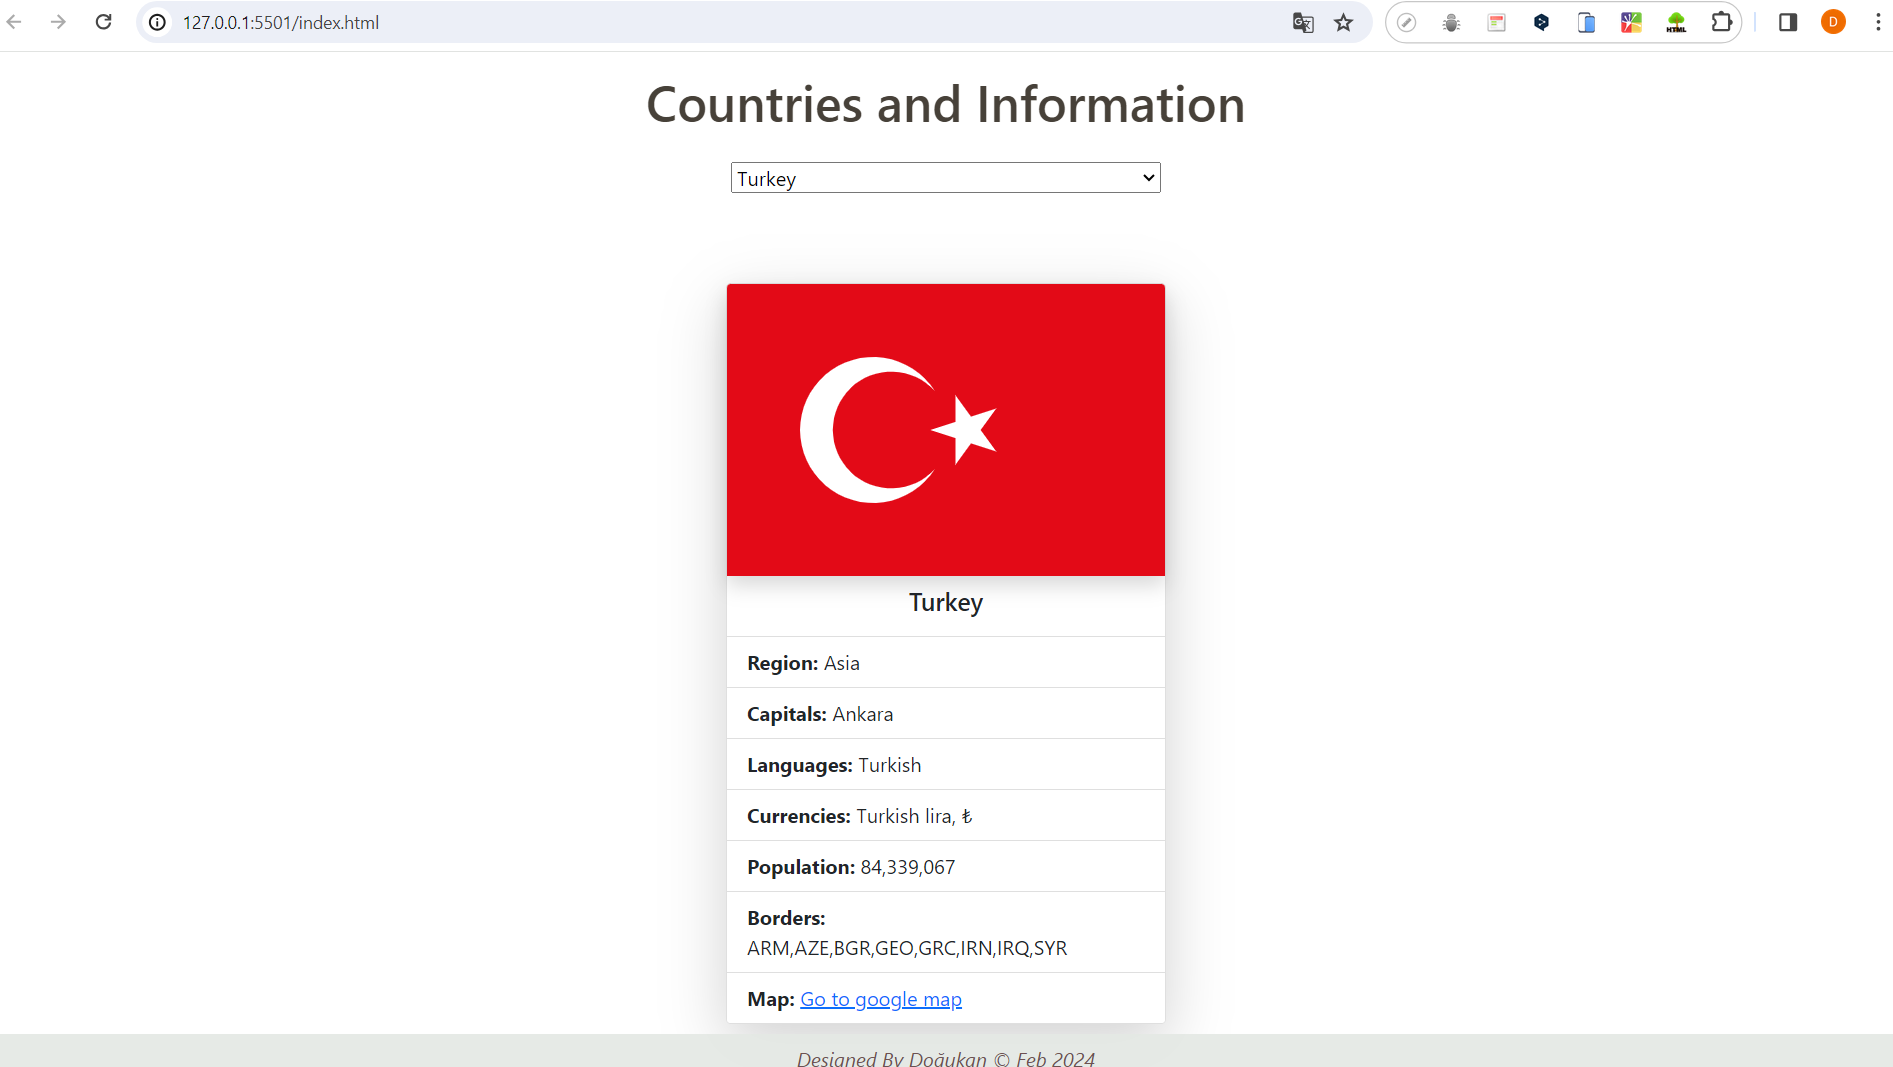 127.0.0.1:5501/index.html
HTML
D
Countries and Information
Turkey
Turkey
Region: Asia
Capitals: Ankara
Languages: Turkish
Currencies: Turkish lira, ₺
Population: 84,339,067
Borders:
ARM,AZE,BGR,GEO,GRC,IRN,IRQ,SYR
Map: Go to google map
Designed By Doğukan © Feb 2024